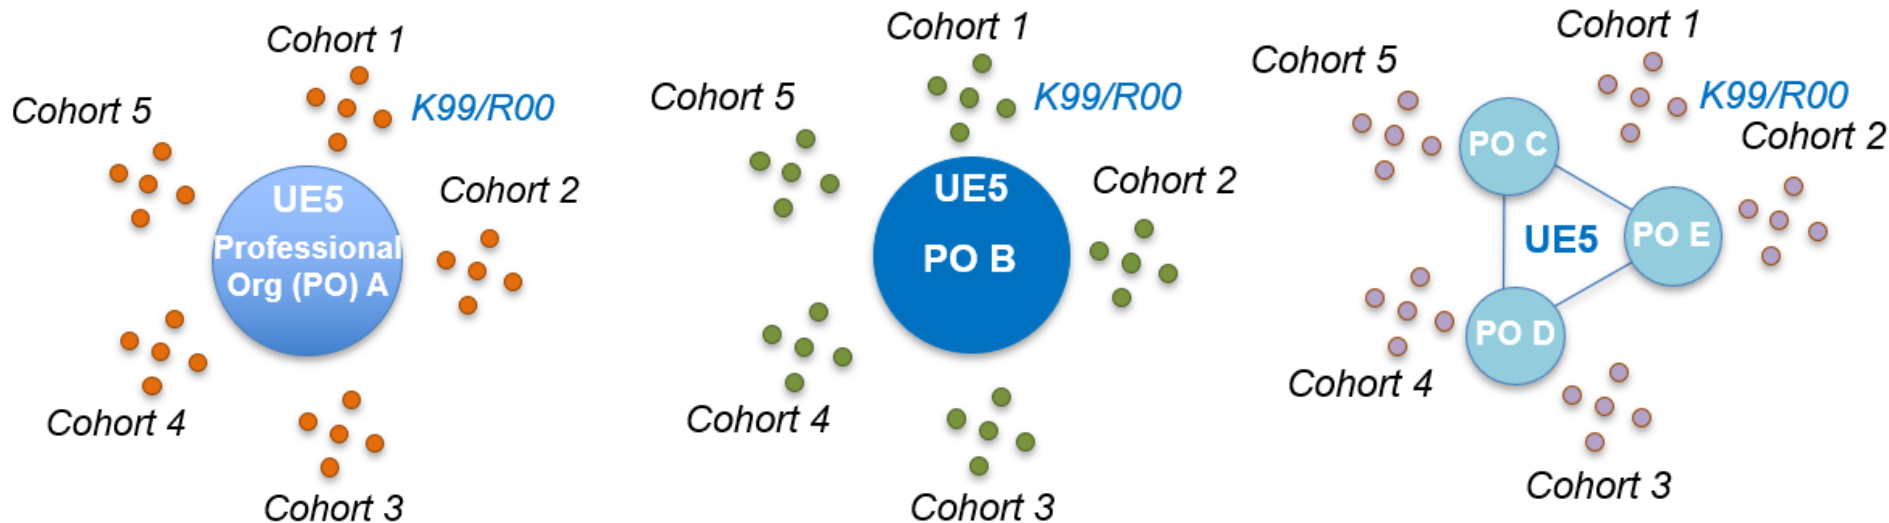 Cohort 1
K99/R00
Cohort 5
Cohort 2
UE5
Professional
Org (PO) A
Cohort 4
Cohort 3
Cohort 1
K99/R00
Cohort 5
Cohort 2
UE5
PO B
Cohort 4
Cohort 3
Cohort 1
Cohort 5
K99/R00
Cohort 2
PO C
UE5
PO E
PO D
Cohort 4
Cohort 3